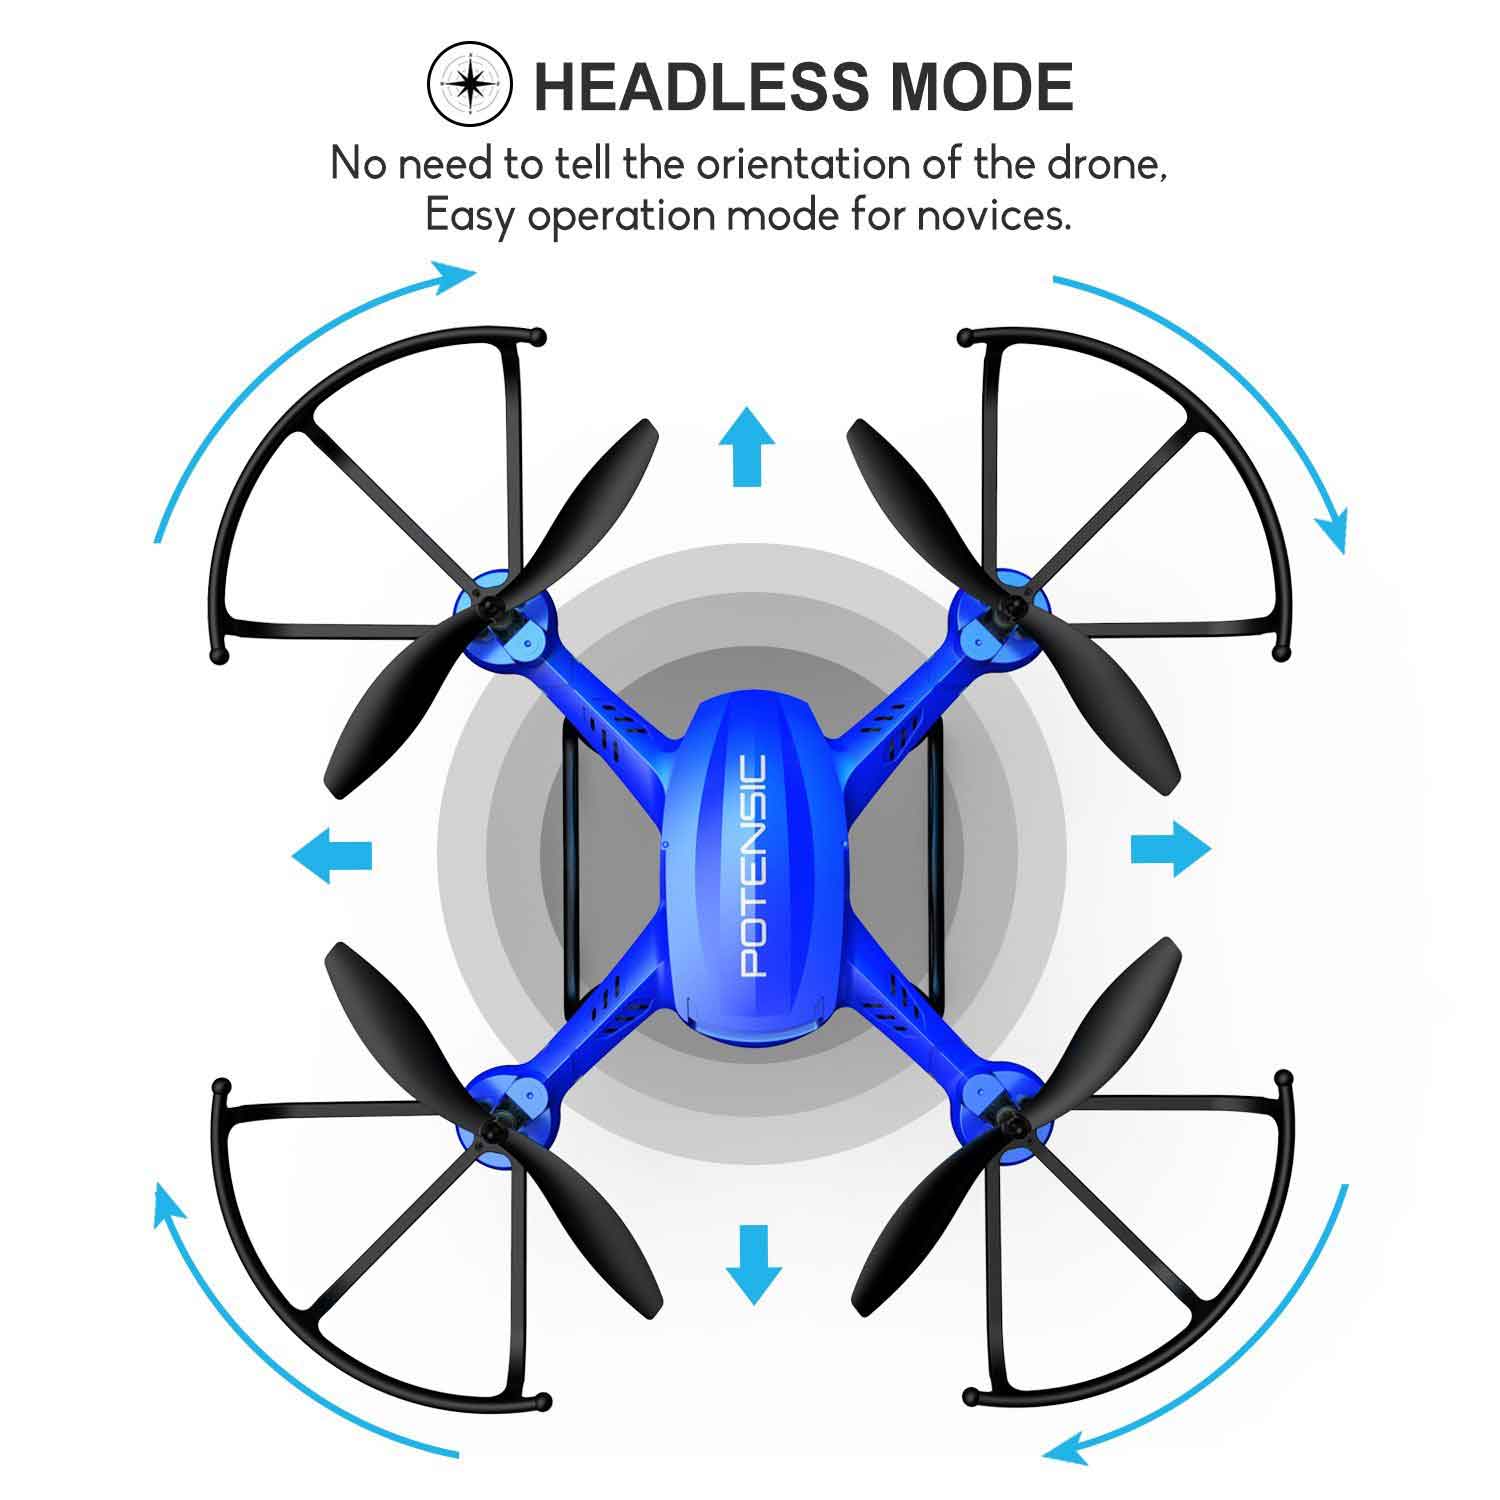 HEADLESS MODE
No need to tell the orientation of the drone,
Easy operation mode for novices.
POTENSIC